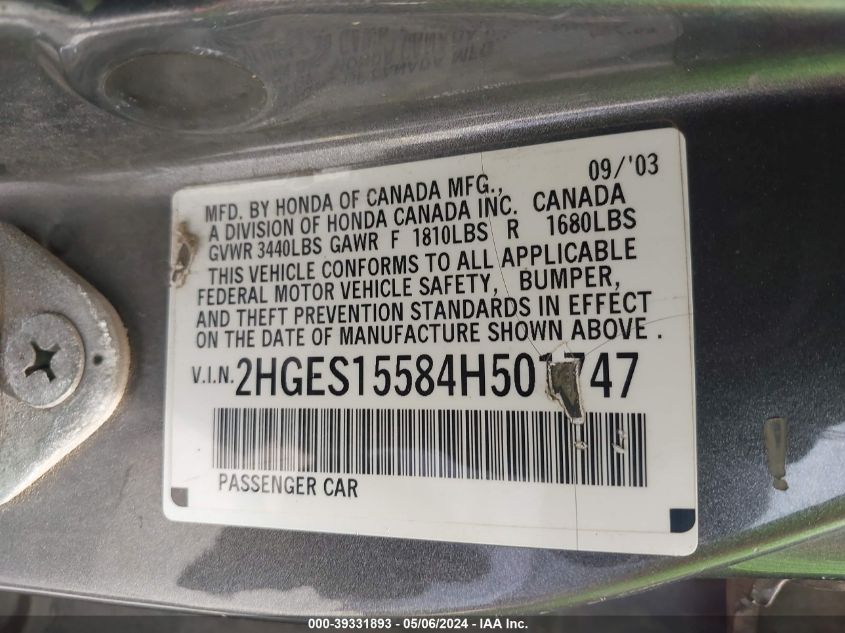 09/'03
MFD. BY HONDA OF CANADA MFG.,
A DIVISION OF HONDA CANADA INC. CANADA
GVWR 3440LBS GAWR F 1810LBS R 1680LBS
THIS VEHICLE CONFORMS TO ALL APPLICABLE
FEDERAL MOTOR VEHICLE SAFETY, BUMPER,
AND THEFT PREVENTION STANDARDS IN EFFECT
ON THE DATE OF MANUFACTURE SHOWN ABOVE.
V.I.N. 2HGES15584H501747
PASSENGER CAR
000-39331893 - 05/06/2024 - IAAI Inc.